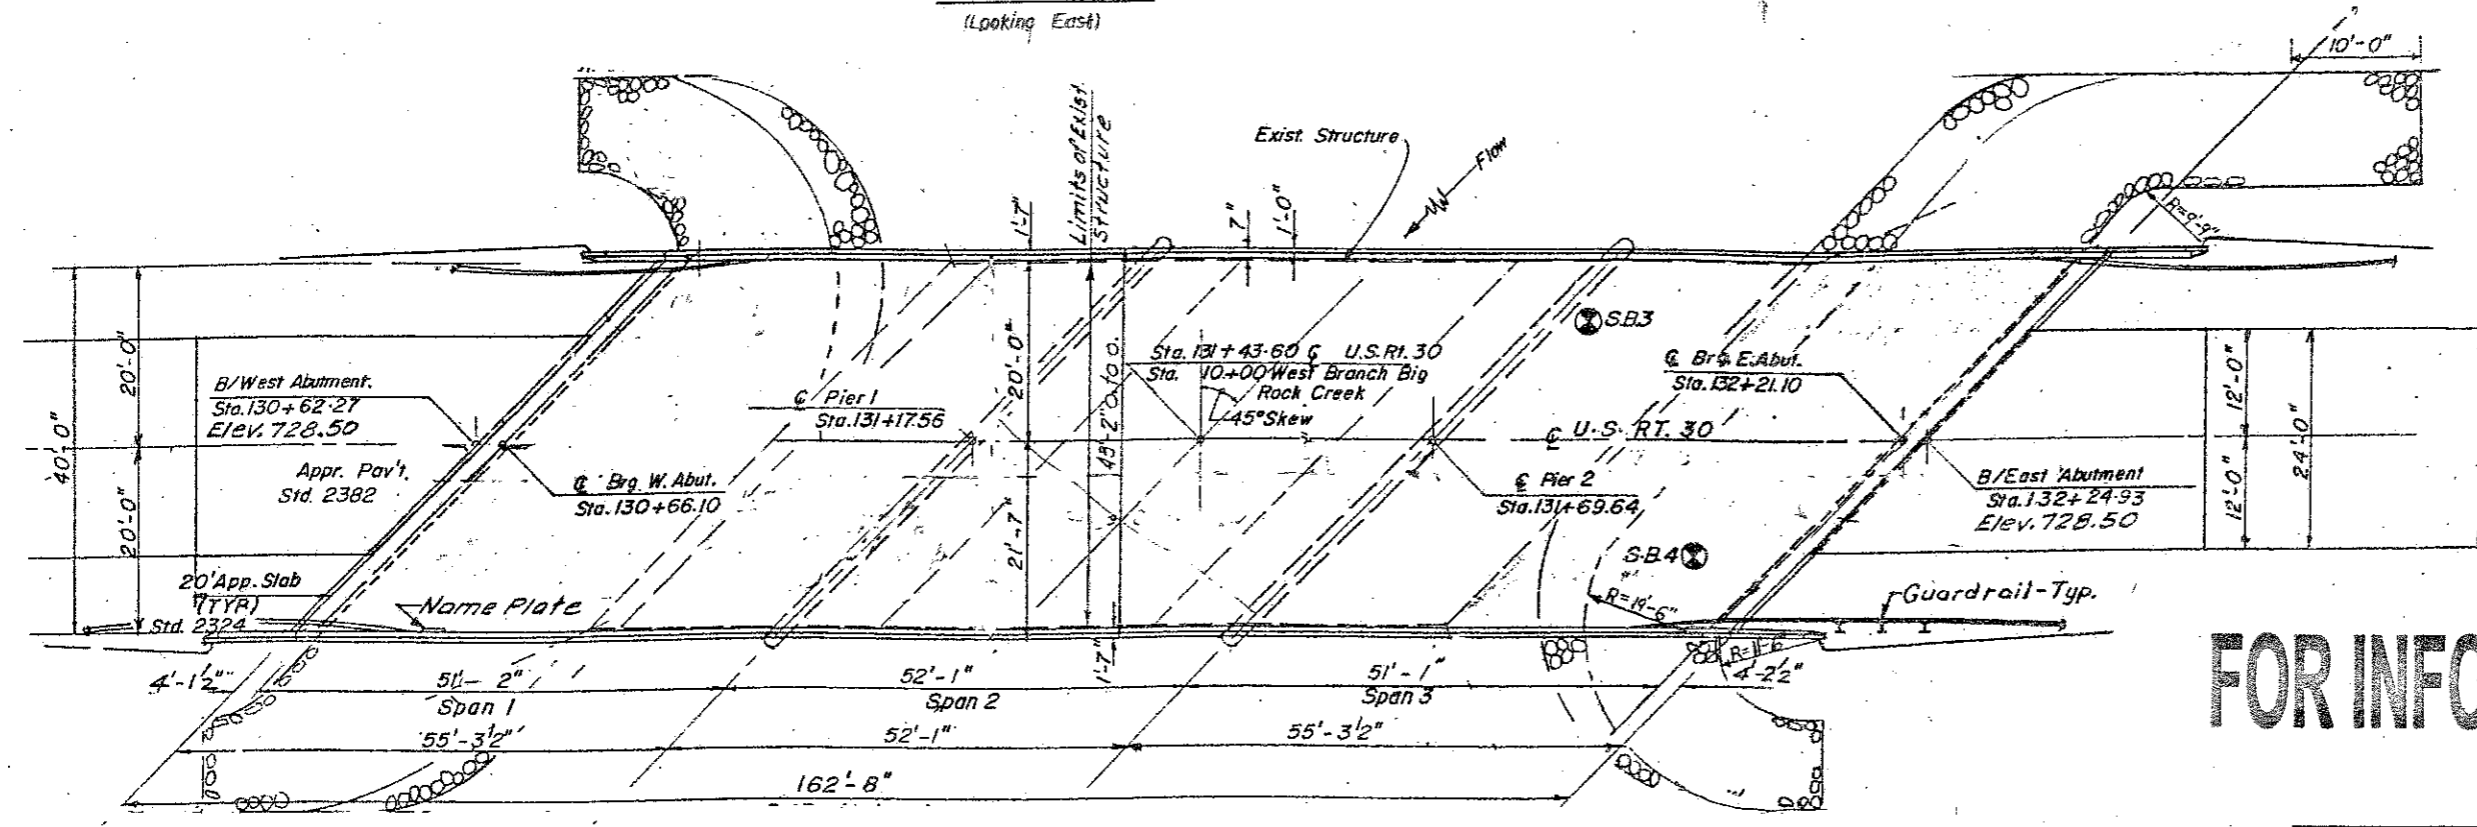 (Looking East)
10'-0"
Limits of Exist.
Structure
Exist. Structure
Flow
1'-7"
7"
1'-0"
R=9'-9"
S.B.3
20'-0"
20'-0"
40'-0"
20'-0"
B/West Abutment.
Sta. 130+62.27
Elev. 728.50
Appr. Pav't.
Std. 2382
℄ Brg. W. Abut.
Sta. 130+66.10
℄ Pier 1
Sta. 131+17.56
Sta. 131+43.60 ℄ U.S. Rt. 30
Sta. 10+00 West Branch Big
Rock Creek
45° Skew
43'-2" o. to o.
21'-7"
℄ U.S. RT. 30
℄ Brg. E. Abut.
Sta. 132+21.10
℄ Pier 2
Sta. 131+69.64
B/East Abutment
Sta. 132+24.93
Elev. 728.50
12'-0"
12'-0"
24'-0"
S.B.4
20' App. Slab
(TYP.)
Std. 2324
Name Plate
R=19'-6"
Guardrail-Typ.
R=11'-6"
1'-7"
4'-1½"
51'-2"
Span 1
52'-1"
Span 2
51'-1"
Span 3
4'-2½"
55'-3½"
52'-1"
55'-3½"
162'-8"
FOR INFO